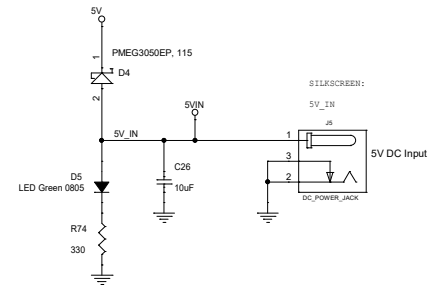 5V
1
PMEG3050EP, 115
D4
2
SILKSCREEN:
5V_IN
5VIN
J5
5V_IN
1
5V DC Input
3
2
D5
LED Green 0805
C26
10uF
DC_POWER_JACK
R74
330